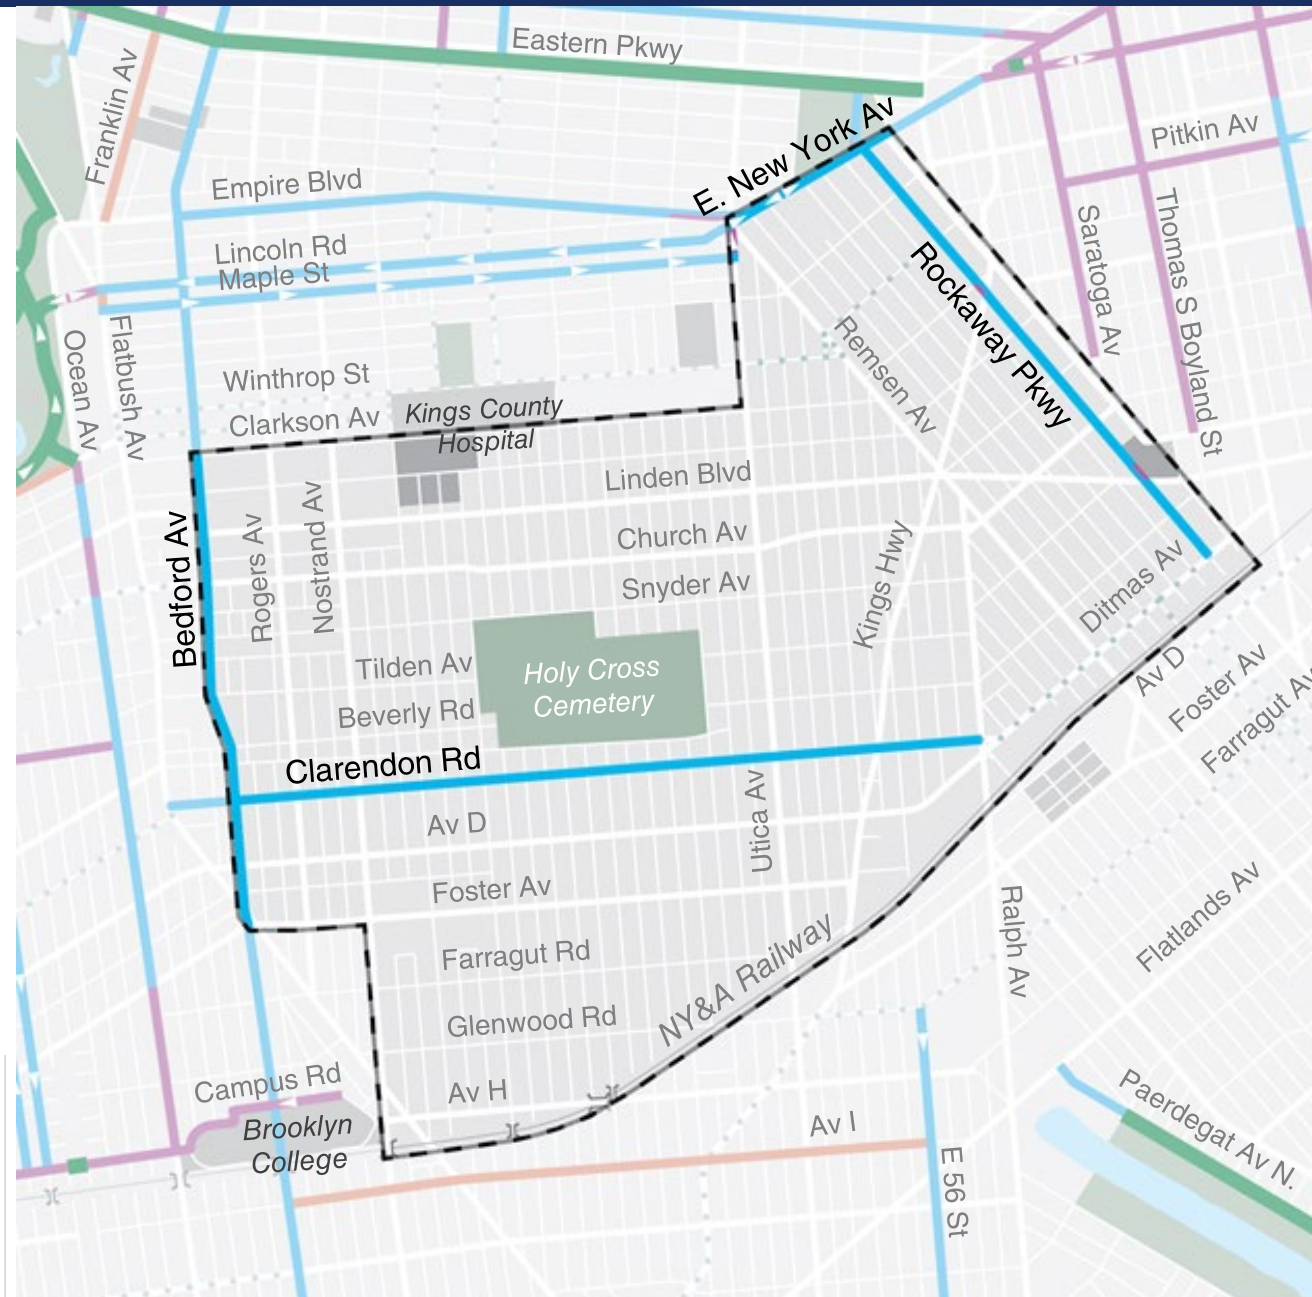 Eastern Pkwy
Franklin Av
E. New York Av
Pitkin Av
Empire Blvd
Lincoln Rd
Maple St
Saratoga Av
Thomas S Boyland St
Rockaway Pkwy
Ocean Av
Flatbush Av
Remsen Av
Winthrop St
Clarkson Av
Kings County
Hospital
Linden Blvd
Bedford Av
Rogers Av
Nostrand Av
Church Av
Kings Hwy
Snyder Av
Ditmas Av
Tilden Av
Holy Cross
Cemetery
Av D
Foster Av
Farragut Av
Beverly Rd
Clarendon Rd
Utica Av
Av D
Foster Av
Ralph Av
Flatlands Av
Farragut Rd
NY&A Railway
Glenwood Rd
Campus Rd
Av H
Brooklyn
College
Av I
Paerdegat Av N.
E 56 St